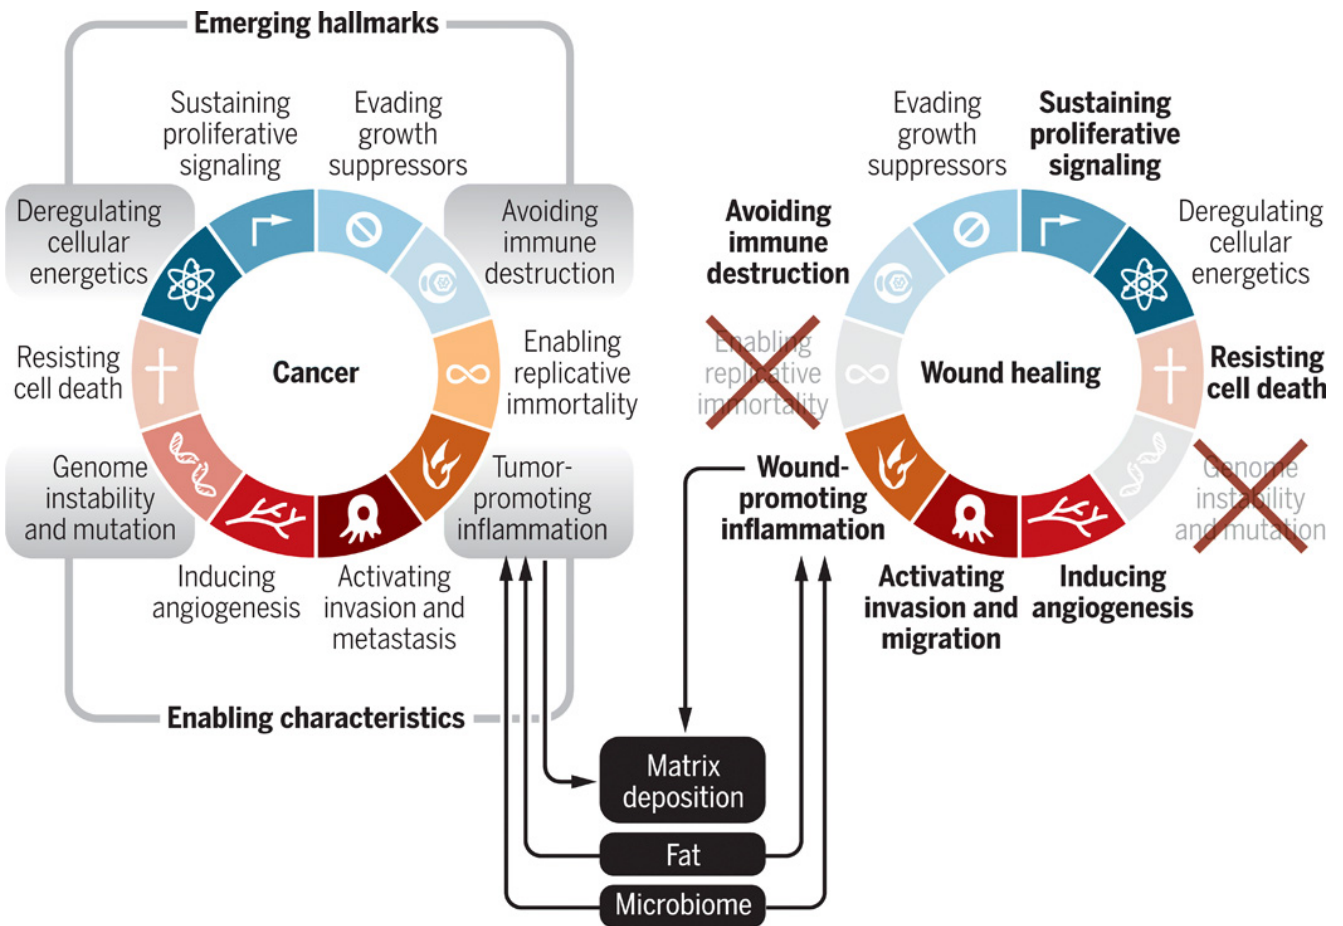 Emerging hallmarks
Sustaining
proliferative
signaling
Evading
growth
suppressors
Deregulating
cellular
energetics
Avoiding
immune
destruction
Resisting
cell death
Cancer
Enabling
replicative
immortality
Genome
instability
and mutation
Tumor-
promoting
inflammation
Inducing
angiogenesis
Activating
invasion and
metastasis
Enabling characteristics
Evading
growth
suppressors
Sustaining
proliferative
signaling
Avoiding
immune
destruction
Deregulating
cellular
energetics
Enabling
replicative
immortality
Wound healing
Resisting
cell death
Wound-
promoting
inflammation
Genome
instability
and mutation
Activating
invasion and
migration
Inducing
angiogenesis
Matrix
deposition
Fat
Microbiome